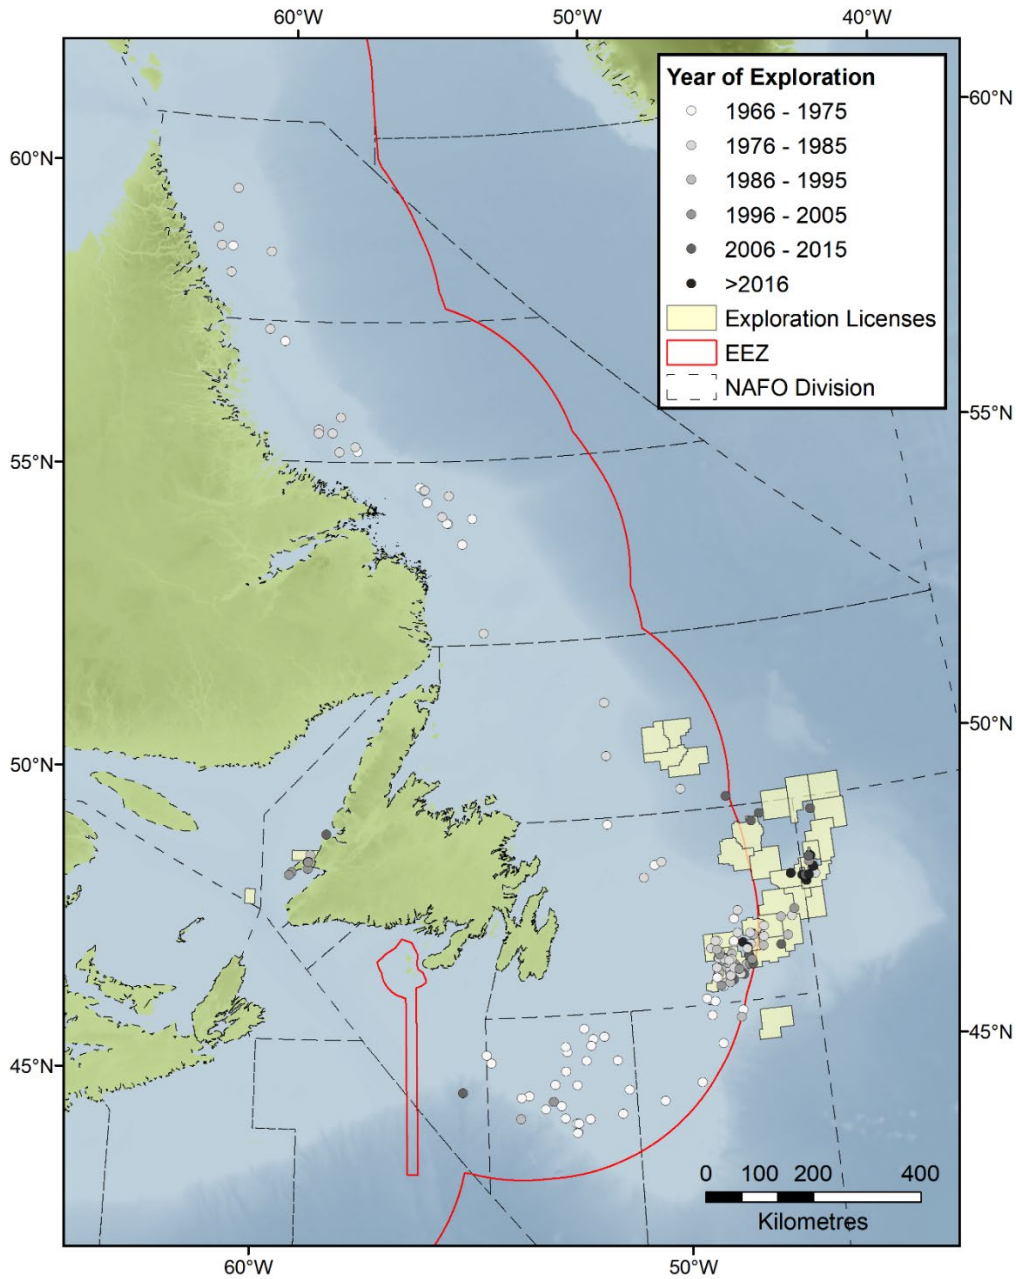 60°W 50°W 40°W
Year of Exploration
1966 - 1975
1976 - 1985
1986 - 1995
1996 - 2005
2006 - 2015
>2016
Exploration Licenses
EEZ
NAFO Division
60°N
60°N
55°N
55°N
50°N
50°N
45°N
45°N
0 100 200 400
Kilometres
60°W 50°W